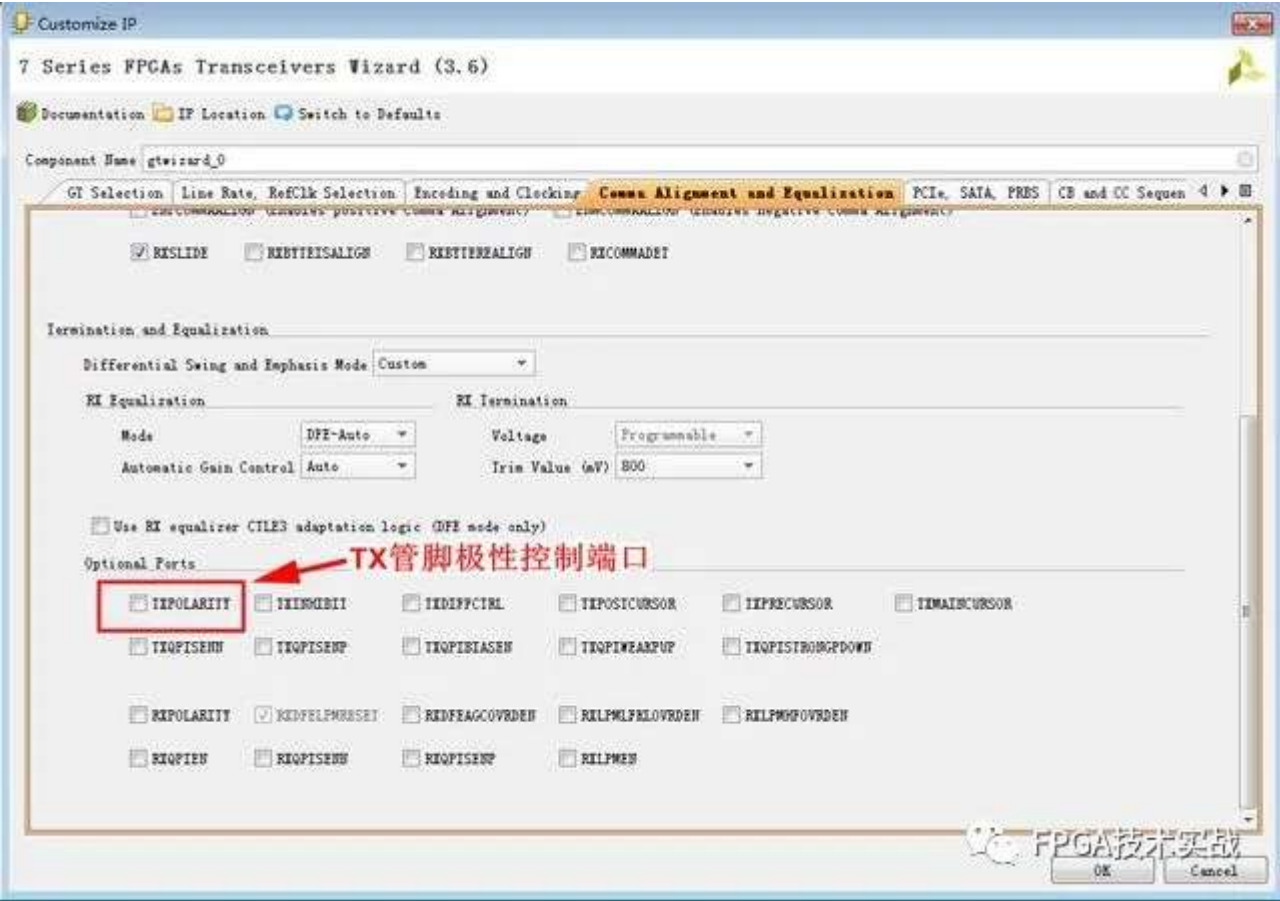 Customize IP
7 Series FPGAs Transceivers Wizard (3.6)
Documentation IP Location Switch to Defaults
Component Name gtwizard_0
GT Selection Line Rate, RefClk Selection Encoding and Clocking Comma Alignment and Equalization PCIe, SATA, PRBS CB and CC Sequen
RXSLIDE RXBYTEISALIGN RXBYTEREALIGN RXCOMMADET
Termination and Equalization
Differential Swing and Emphasis Mode Custom
RX Equalization RX Termination
Mode DFE-Auto Voltage Programmable
Automatic Gain Control Auto Trim Value (mV) 800
Use RX equalizer CTLE3 adaptation logic (DFE mode only)
Optional Ports TX管脚极性控制端口
TXPOLARITY TXINHIBIT TXDIFFCTRL TXPOSTCURSOR TXPRECURSOR TXMAINCURSOR
TXQPISENN TXQPISENP TXQPIBIASEN TXQPIWEAKPUP TXQPISTRONGPDOWN
RXPOLARITY RXDFELPMRESET RXDFEAGCOVRDEN RXLPMLFKLOVRDEN RXLPMHFOVRDEN
RXQPIEN RXQPISENN RXQPISENP RXLPMEN
FPGA技术实战
OK Cancel